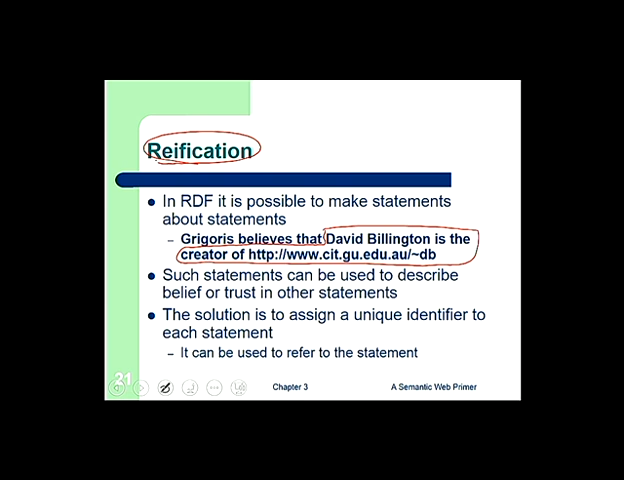 Reification
• In RDF it is possible to make statements
about statements
– Grigoris believes that David Billington is the
creator of http://www.cit.gu.edu.au/~db
• Such statements can be used to describe
belief or trust in other statements
• The solution is to assign a unique identifier to
each statement
– It can be used to refer to the statement
21
Chapter 3
A Semantic Web Primer